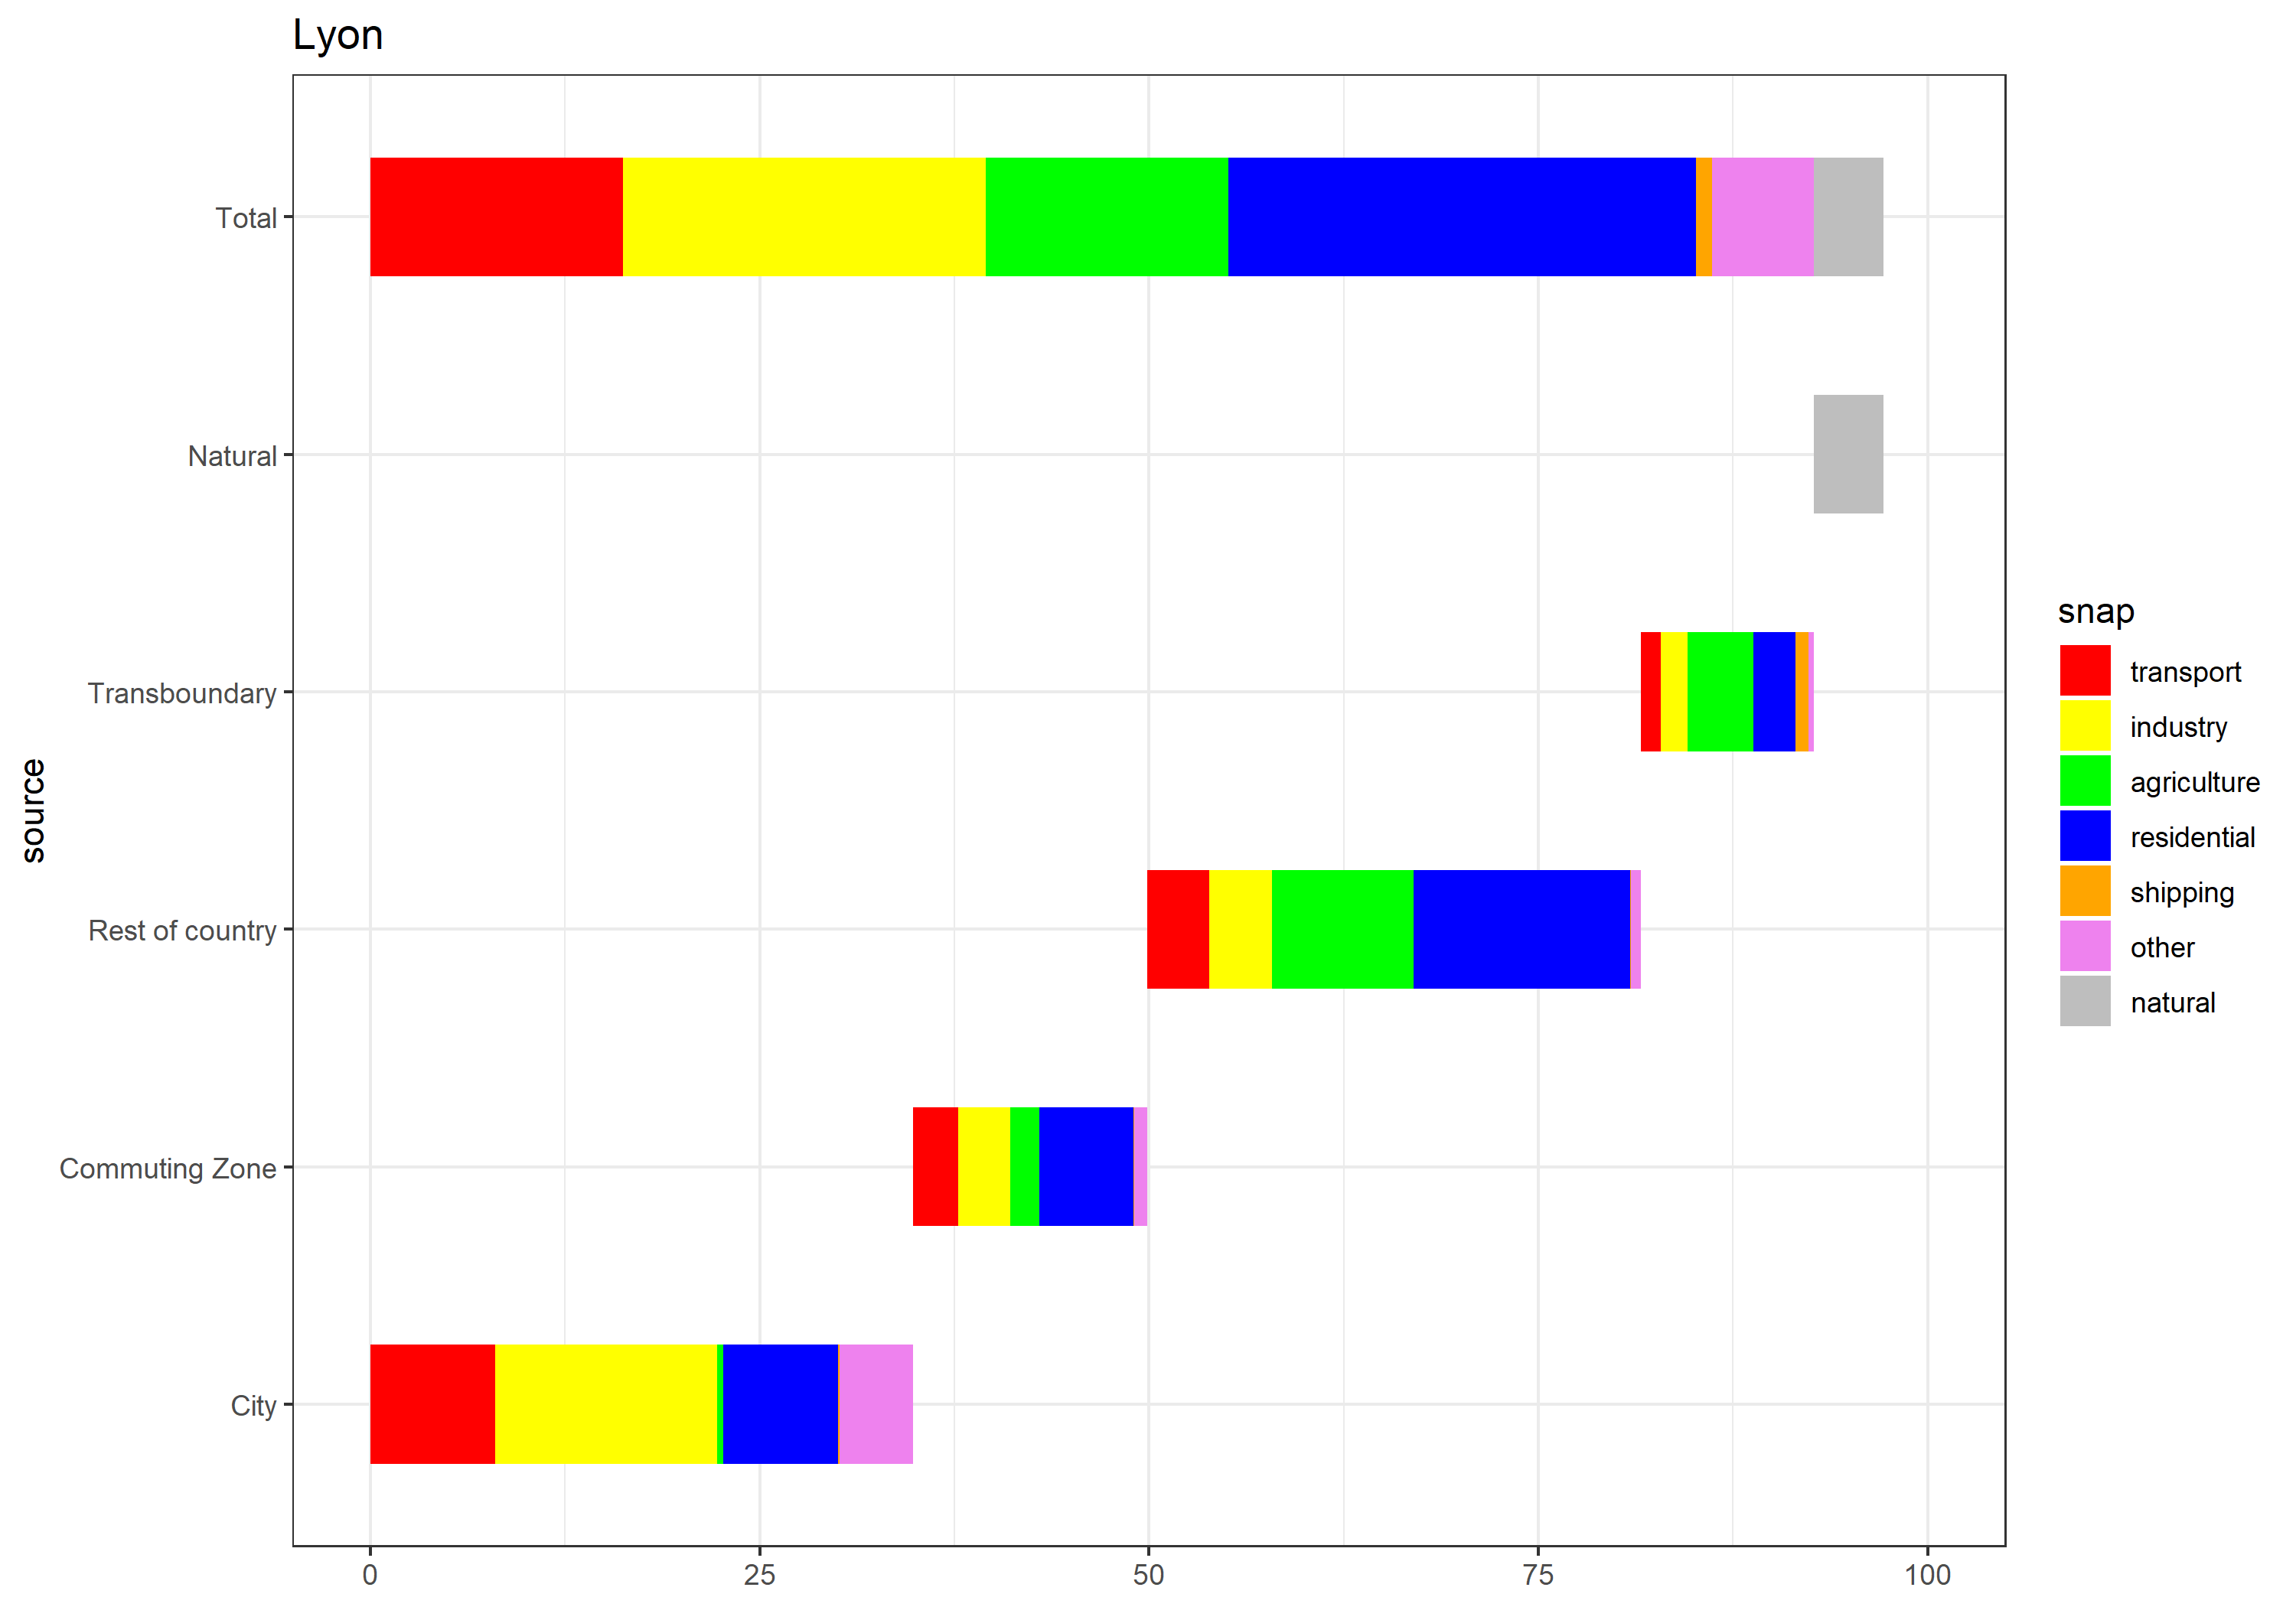 Lyon
source
Total
Natural
Transboundary
Rest of country
Commuting Zone
City
0 25 50 75 100
snap
transport
industry
agriculture
residential
shipping
other
natural